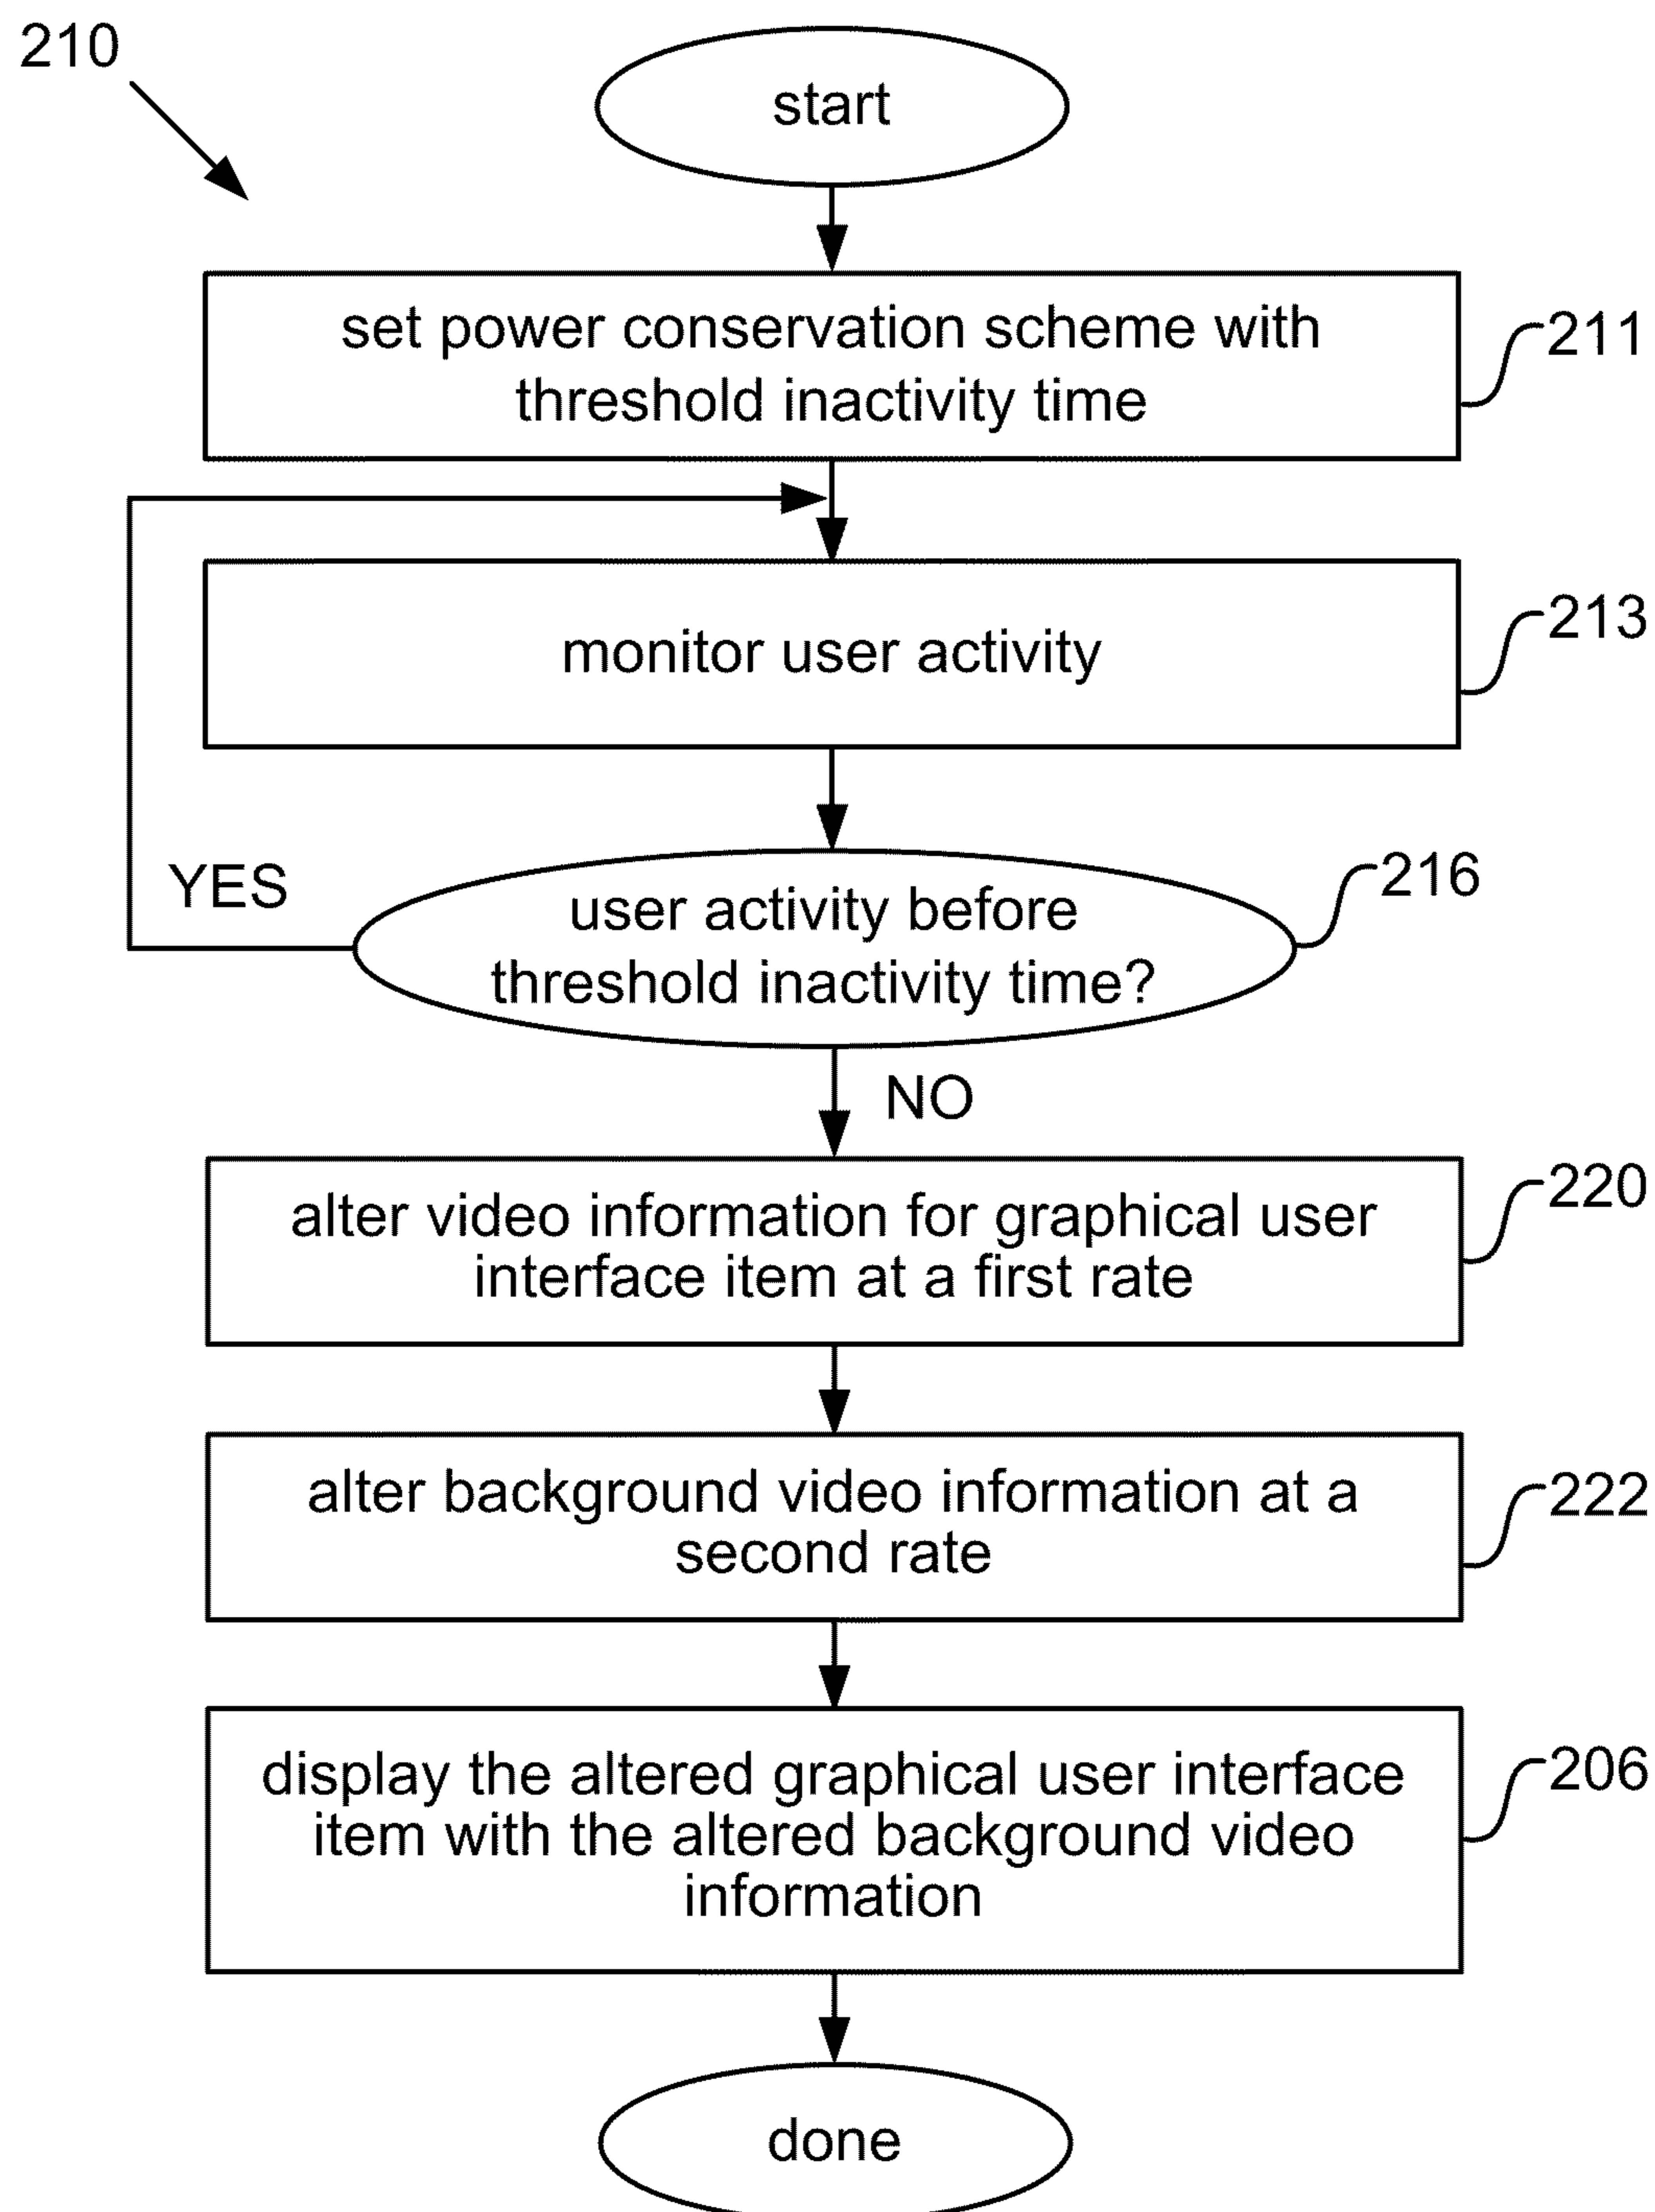 210
start
set power conservation scheme with
threshold inactivity time
211
monitor user activity
213
YES
user activity before
threshold inactivity time?
216
NO
alter video information for graphical user
interface item at a first rate
220
alter background video information at a
second rate
222
display the altered graphical user interface
item with the altered background video
information
206
done